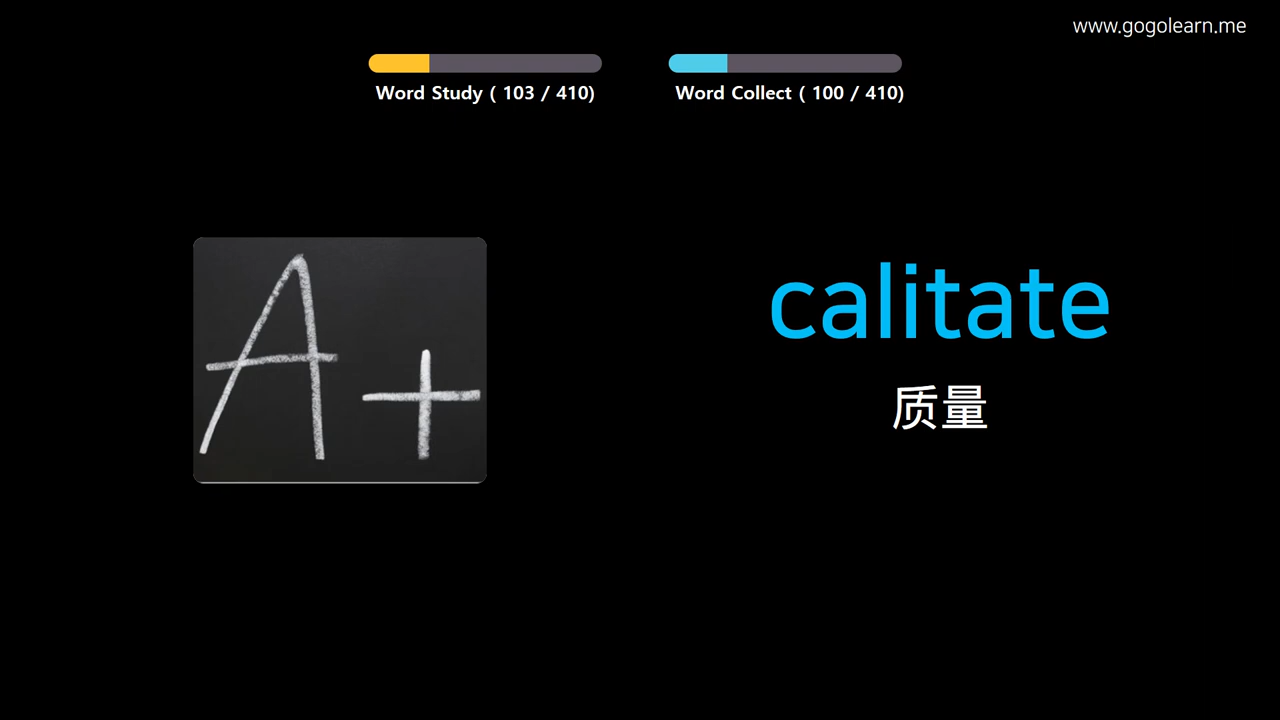 www.gogolearn.me
Word Study ( 103 / 410)
Word Collect ( 100 / 410)
A+
calitate
质量